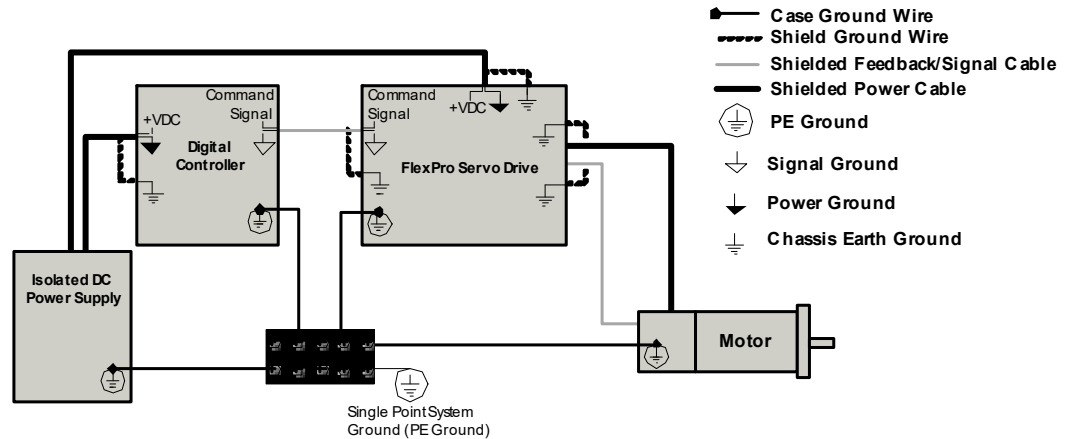 Case Ground Wire
Shield Ground Wire
Shielded Feedback/Signal Cable
Shielded Power Cable
PE Ground
Signal Ground
Power Ground
Chassis Earth Ground
+VDC
Command
Signal
Digital
Controller
Command
Signal
+VDC
FlexPro Servo Drive
Isolated DC
Power Supply
Motor
Single Point System
Ground (PE Ground)